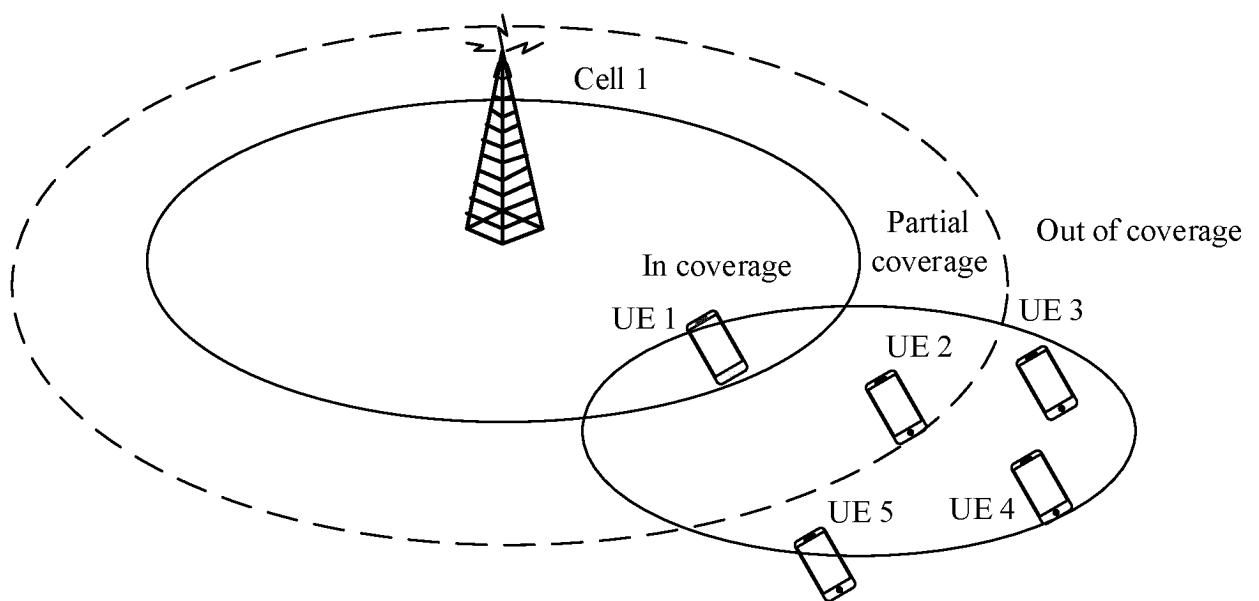 Cell 1
Partial
coverage
Out of coverage
In coverage
UE 1
UE 2
UE 3
UE 4
UE 5